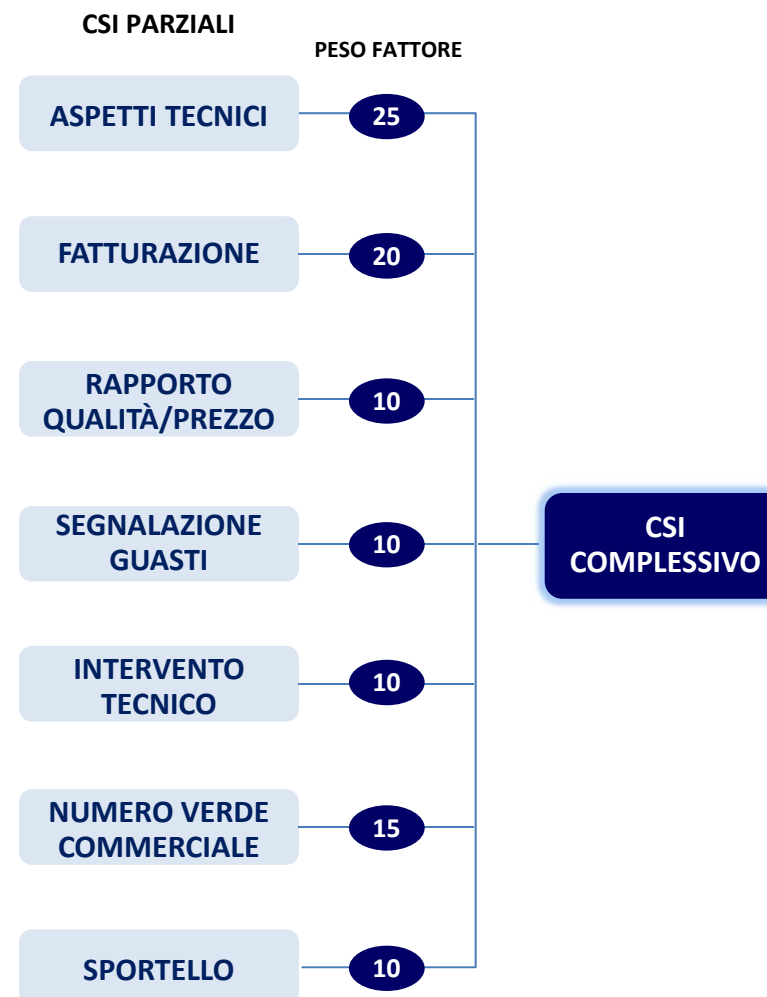 CSI PARZIALI
PESO FATTORE
ASPETTI TECNICI
25
FATTURAZIONE
20
RAPPORTO
QUALITÀ/PREZZO
10
SEGNALAZIONE
GUASTI
10
CSI
COMPLESSIVO
INTERVENTO
TECNICO
10
NUMERO VERDE
COMMERCIALE
15
SPORTELLO
10